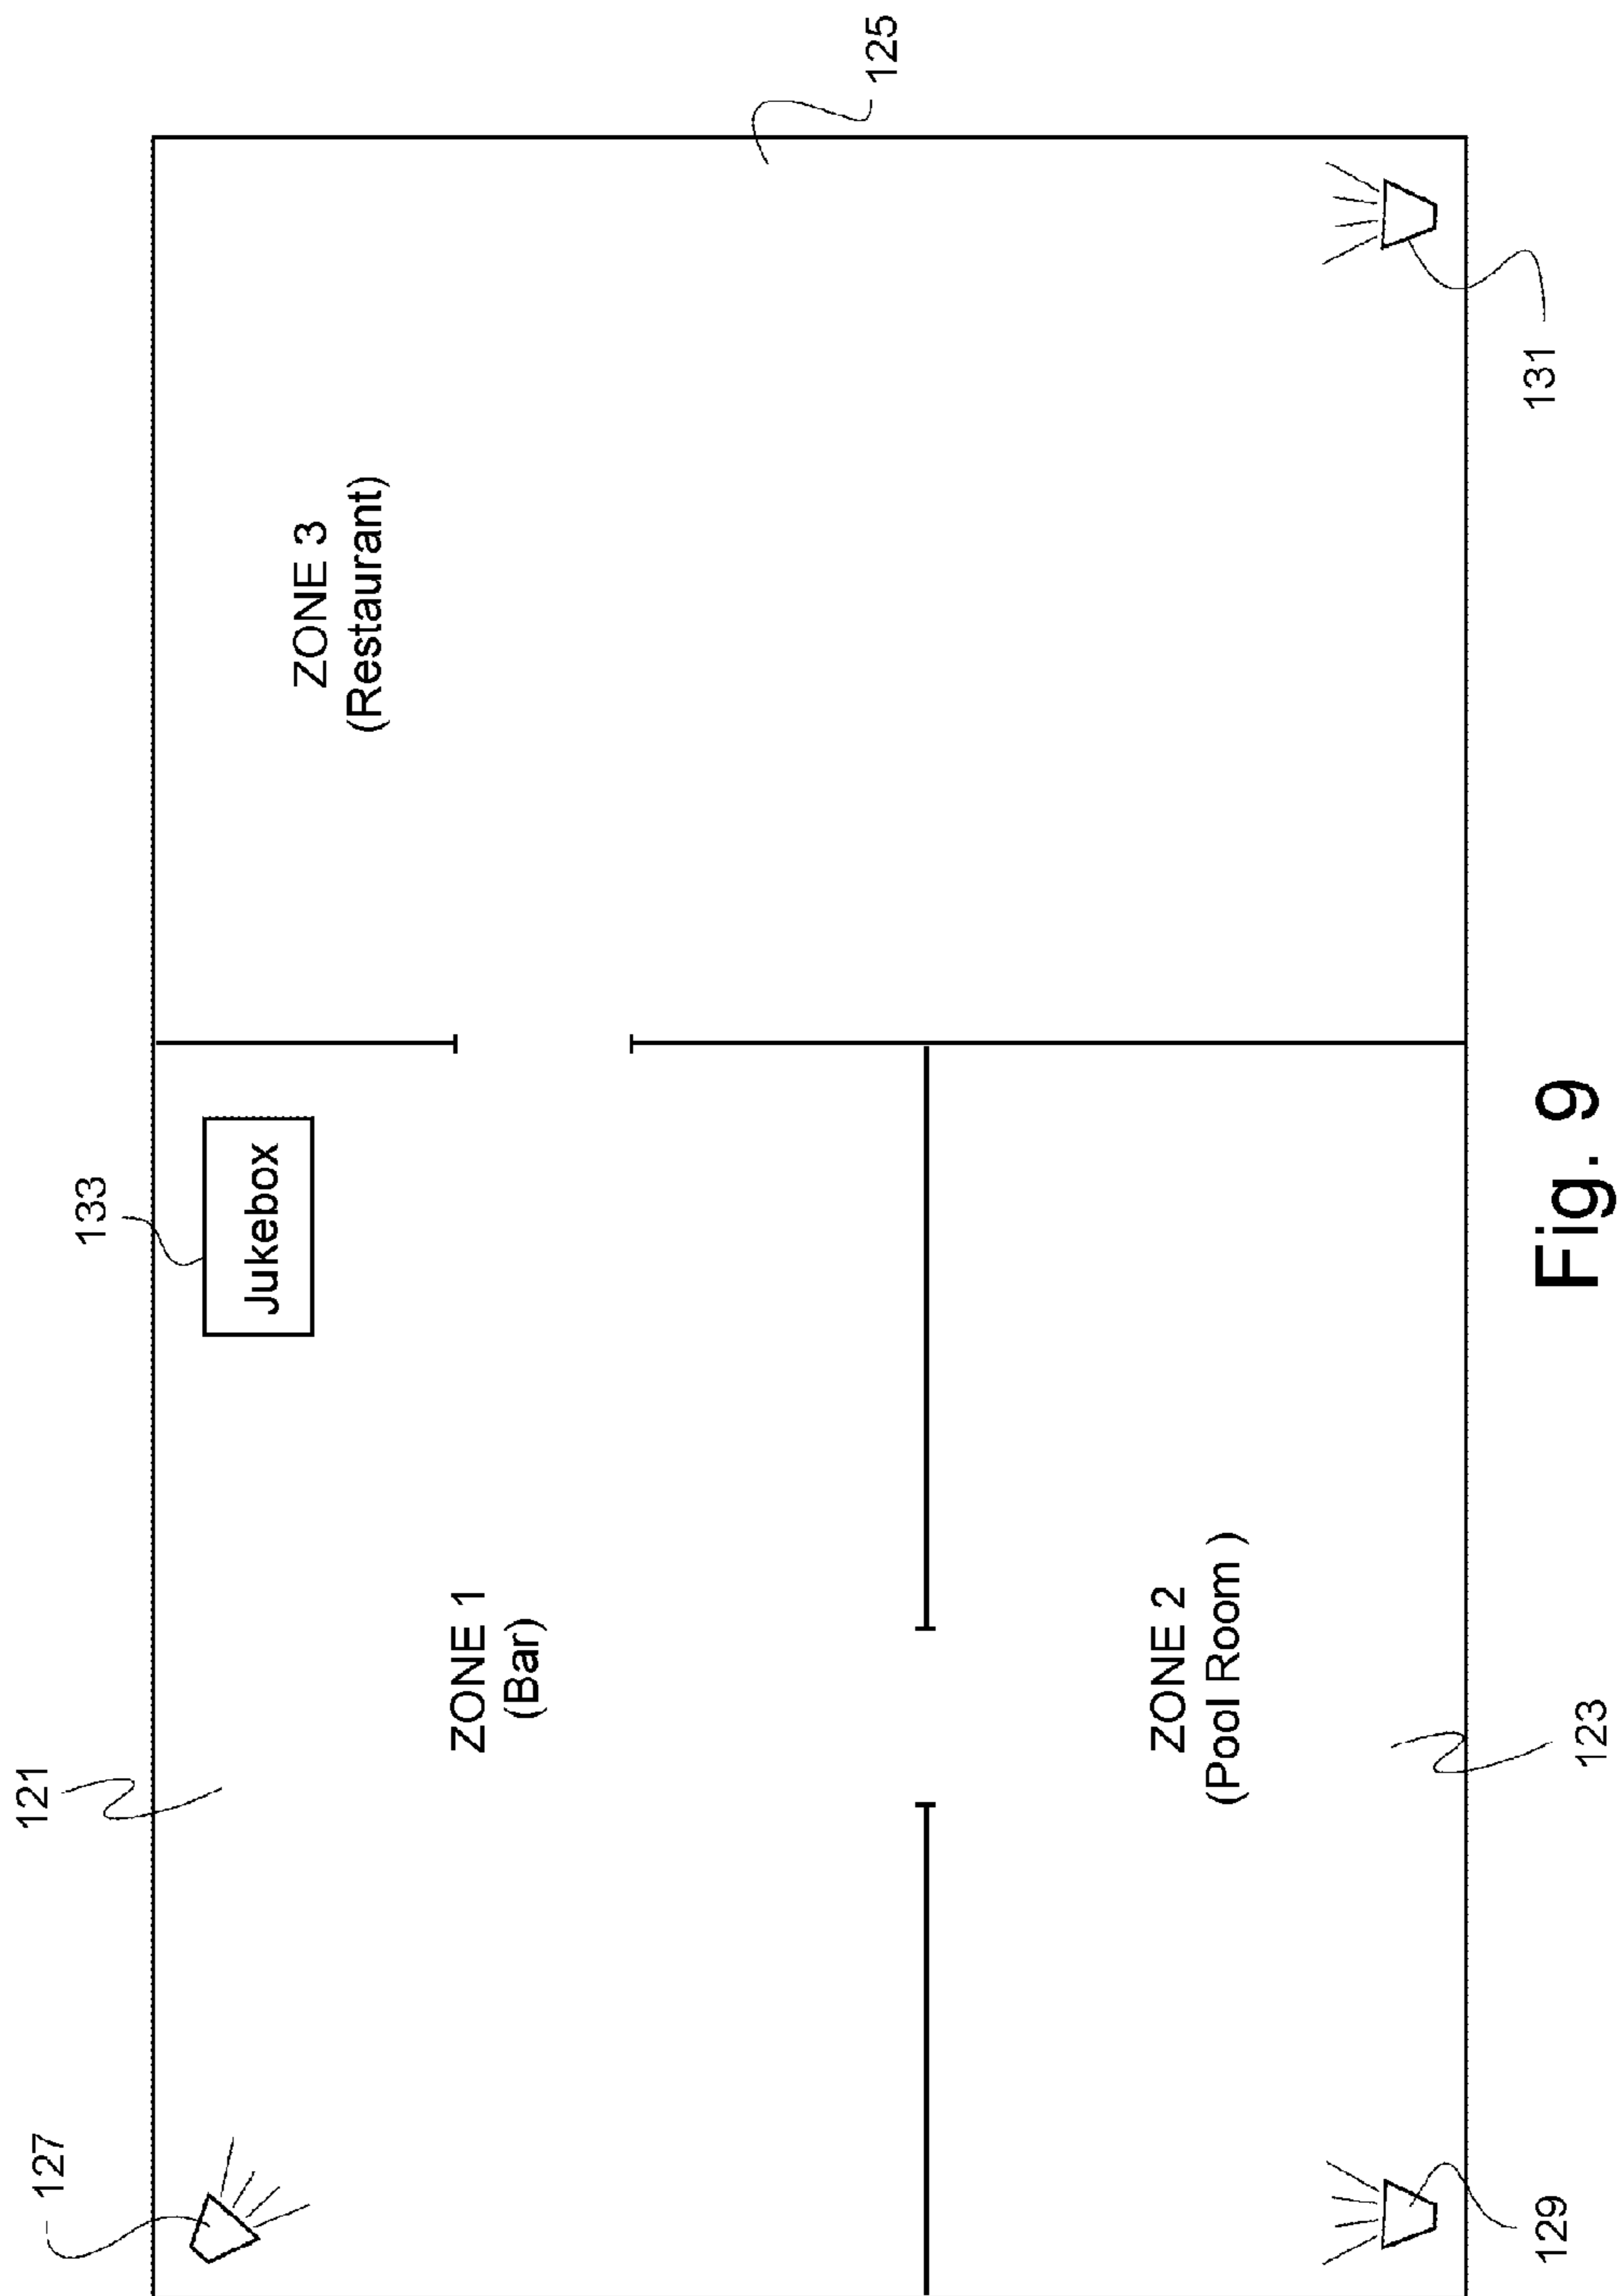 127
121
133
Jukebox
125
ZONE 1
(Bar)
ZONE 3
(Restaurant)
ZONE 2
(Pool Room )
129
123
131
Fig. 9